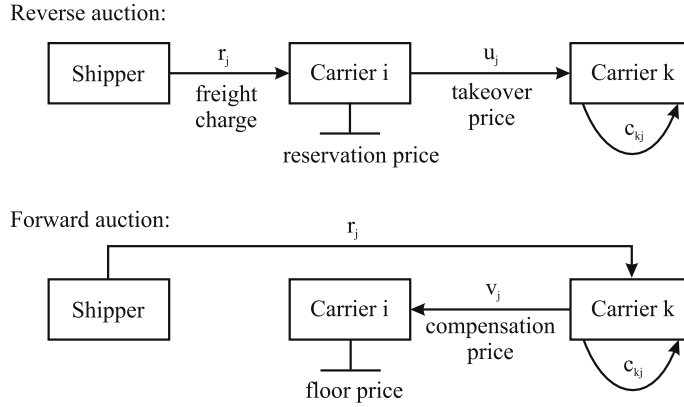 Reverse auction:
Shipper
r_j
freight
charge
Carrier i
reservation price
u_j
takeover
price
Carrier k
c_kj
Forward auction:
r_j
Shipper
Carrier i
floor price
v_j
compensation
price
Carrier k
c_kj